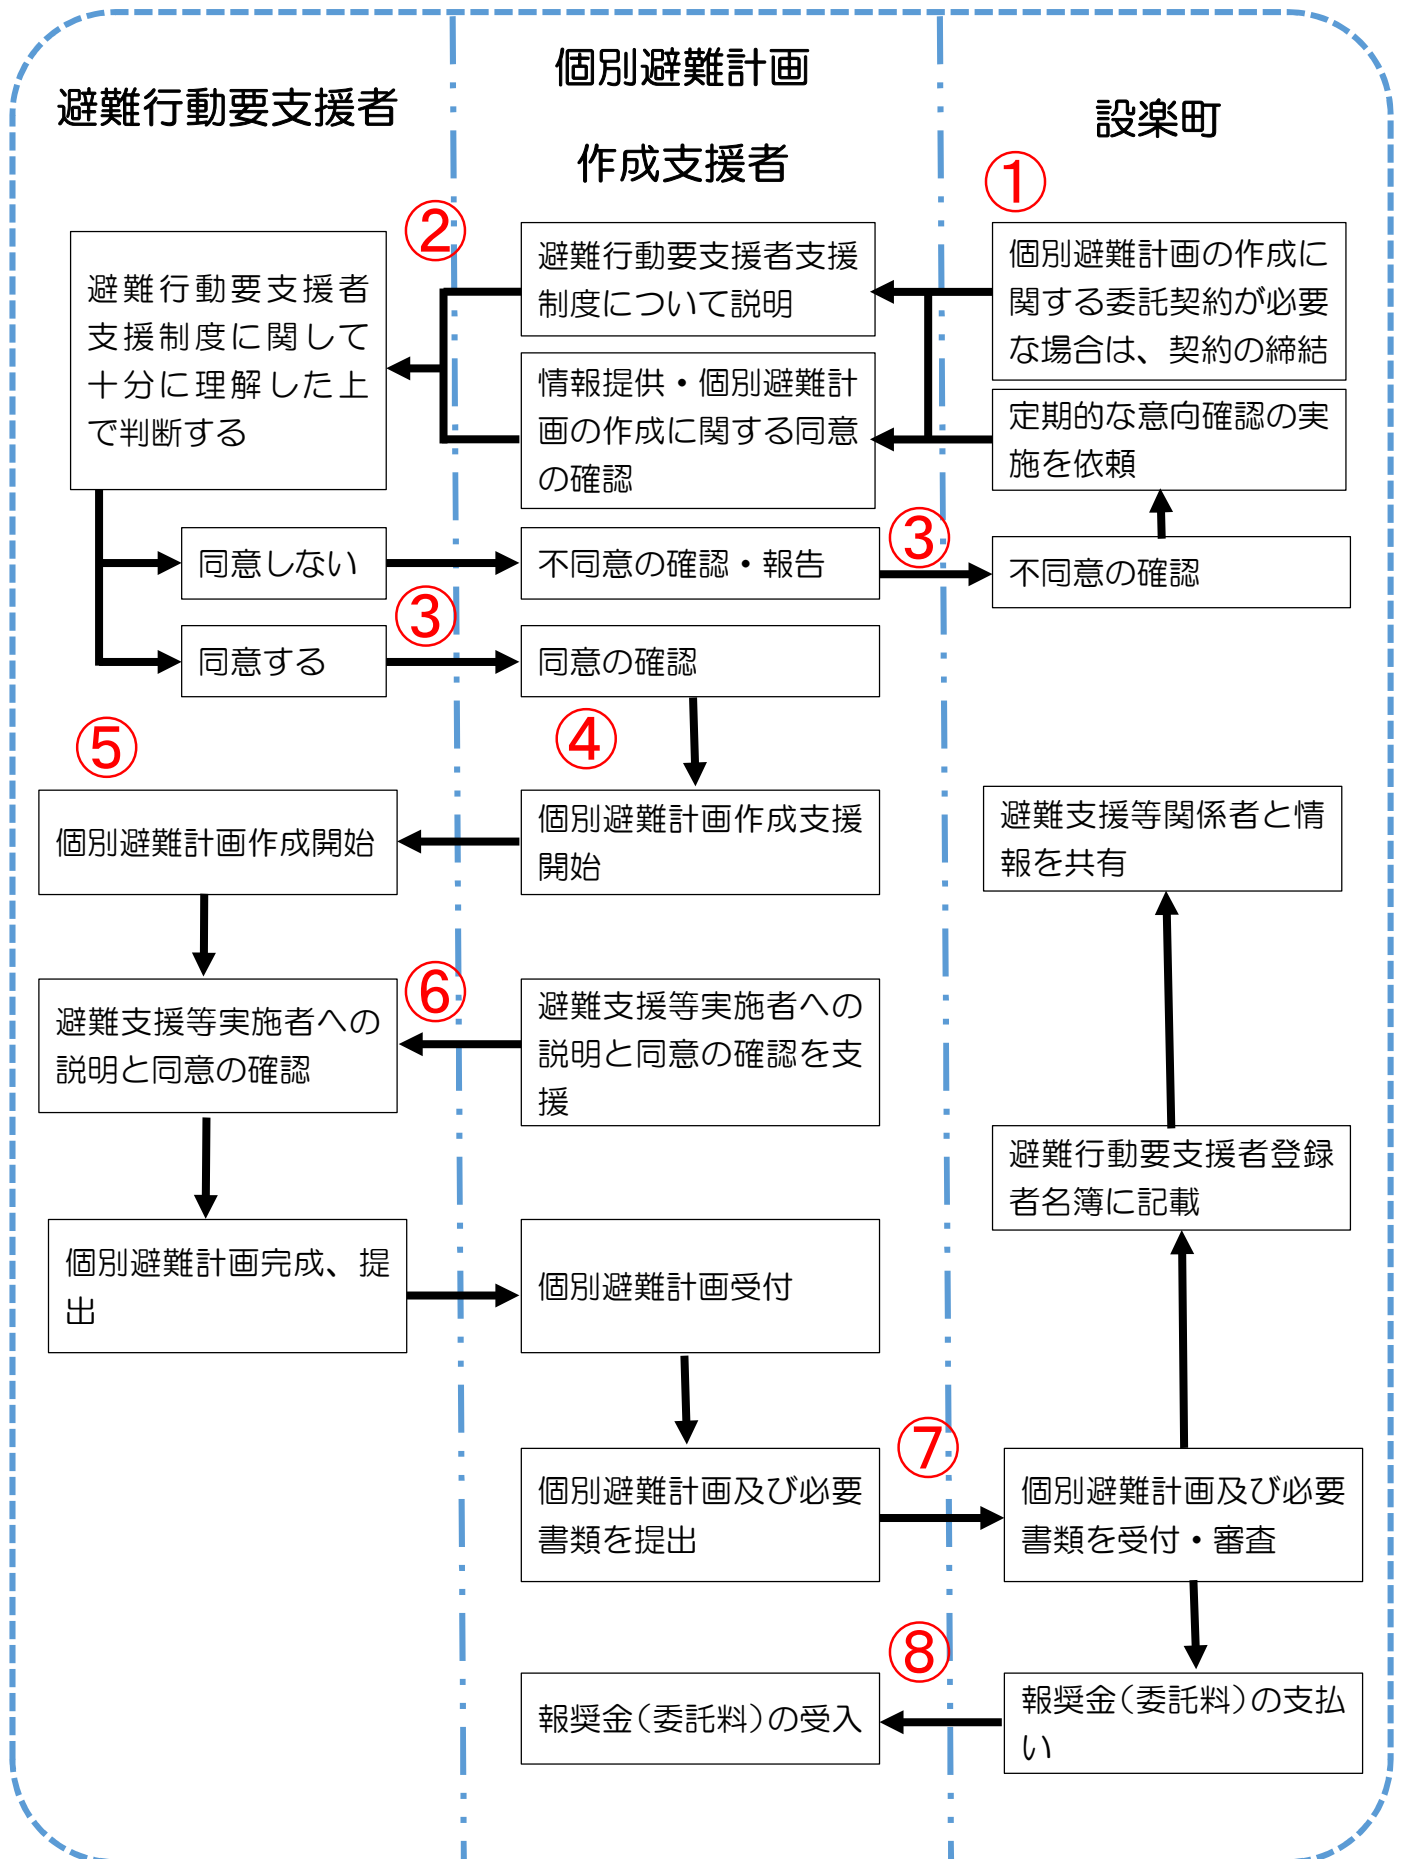 避難行動要支援者
個別避難計画
作成支援者
設楽町
①
個別避難計画の作成に
関する委託契約が必要
な場合は、契約の締結
定期的な意向確認の実
施を依頼
避難行動要支援者支援
制度について説明
情報提供・個別避難計
画の作成に関する同意
の確認
②
避難行動要支援者
支援制度に関して
十分に理解した上
で判断する
同意しない
不同意の確認・報告
③
不同意の確認
同意する
③
同意の確認
④
個別避難計画作成支援
開始
⑤
個別避難計画作成開始
避難支援等関係者と情
報を共有
避難支援等実施者への
説明と同意の確認
⑥
避難支援等実施者への
説明と同意の確認を支
援
避難行動要支援者登録
者名簿に記載
個別避難計画完成、提
出
個別避難計画受付
個別避難計画及び必要
書類を提出
⑦
個別避難計画及び必要
書類を受付・審査
⑧
報奨金(委託料)の受入
報奨金(委託料)の支払
い